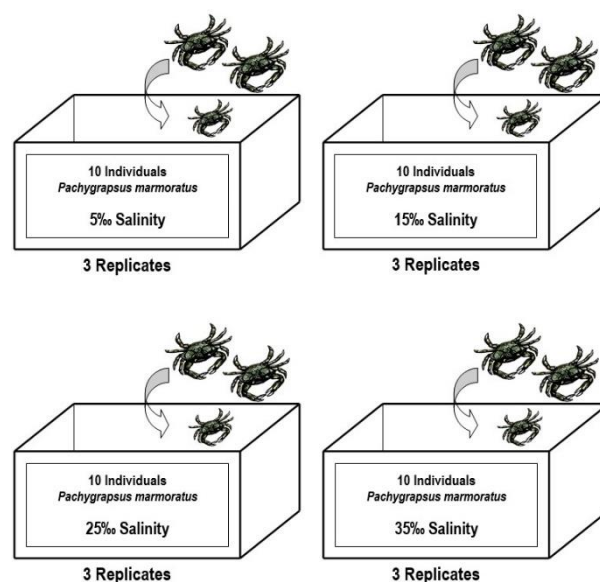 10 Individuals
Pachygrapsus marmoratus
5‰ Salinity
3 Replicates
10 Individuals
Pachygrapsus marmoratus
15‰ Salinity
3 Replicates
10 Individuals
Pachygrapsus marmoratus
25‰ Salinity
3 Replicates
10 Individuals
Pachygrapsus marmoratus
35‰ Salinity
3 Replicates